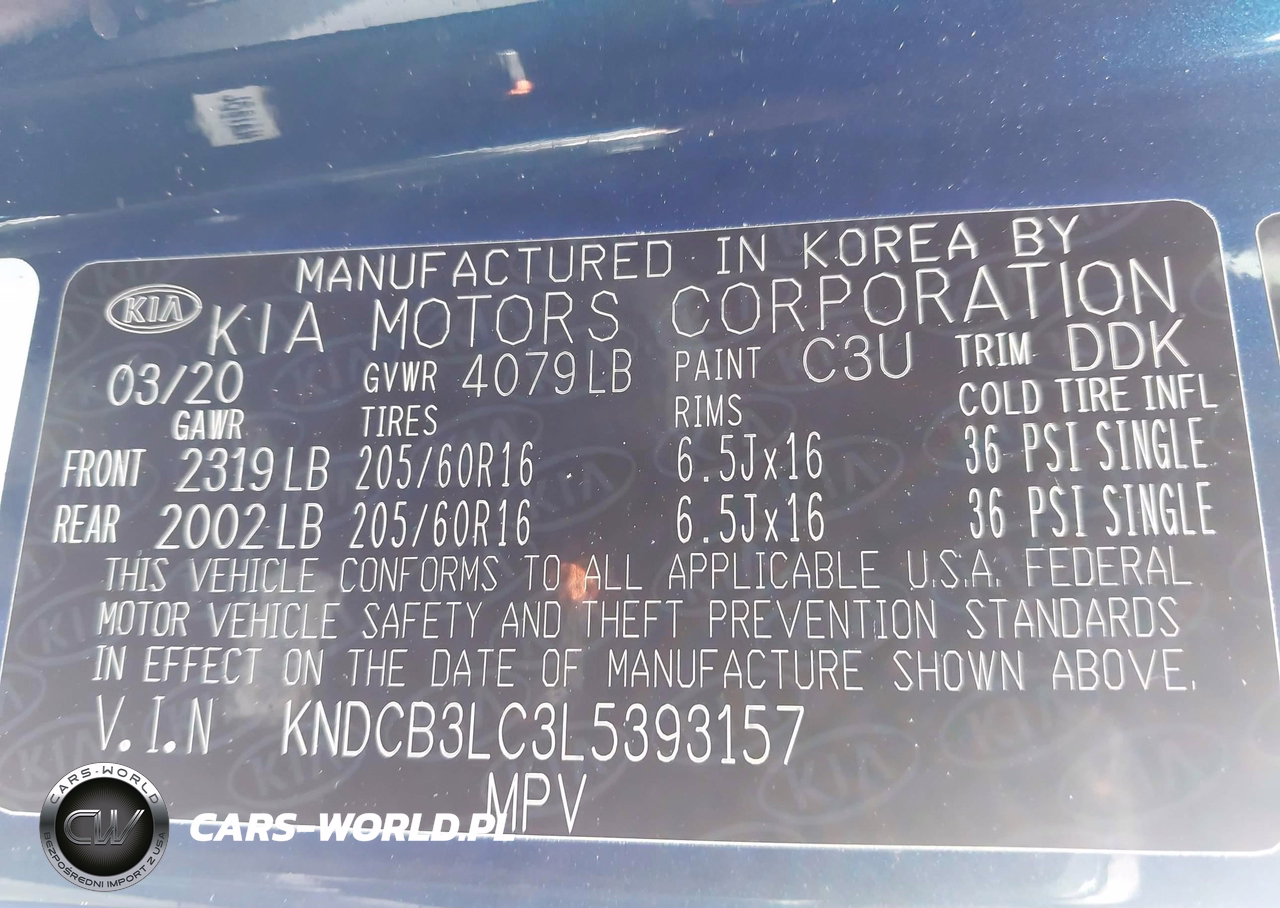 MANUFACTURED IN KOREA BY
KIA KIA MOTORS CORPORATION
03/20 GVWR 4079LB PAINT C3U TRIM DDK
GAWR TIRES RIMS COLD TIRE INFL
FRONT 2319LB 205/60R16 6.5Jx16 36 PSI SINGLE
REAR 2002LB 205/60R16 6.5Jx16 36 PSI SINGLE
THIS VEHICLE CONFORMS TO ALL APPLICABLE U.S.A. FEDERAL
MOTOR VEHICLE SAFETY AND THEFT PREVENTION STANDARDS
IN EFFECT ON THE DATE OF MANUFACTURE SHOWN ABOVE.
V.I.N KNDCB3LC3L5393157
MPV
CARS-WORLD
CW
BEZPOŚREDNI IMPORT Z USA
CARS-WORLD.PL